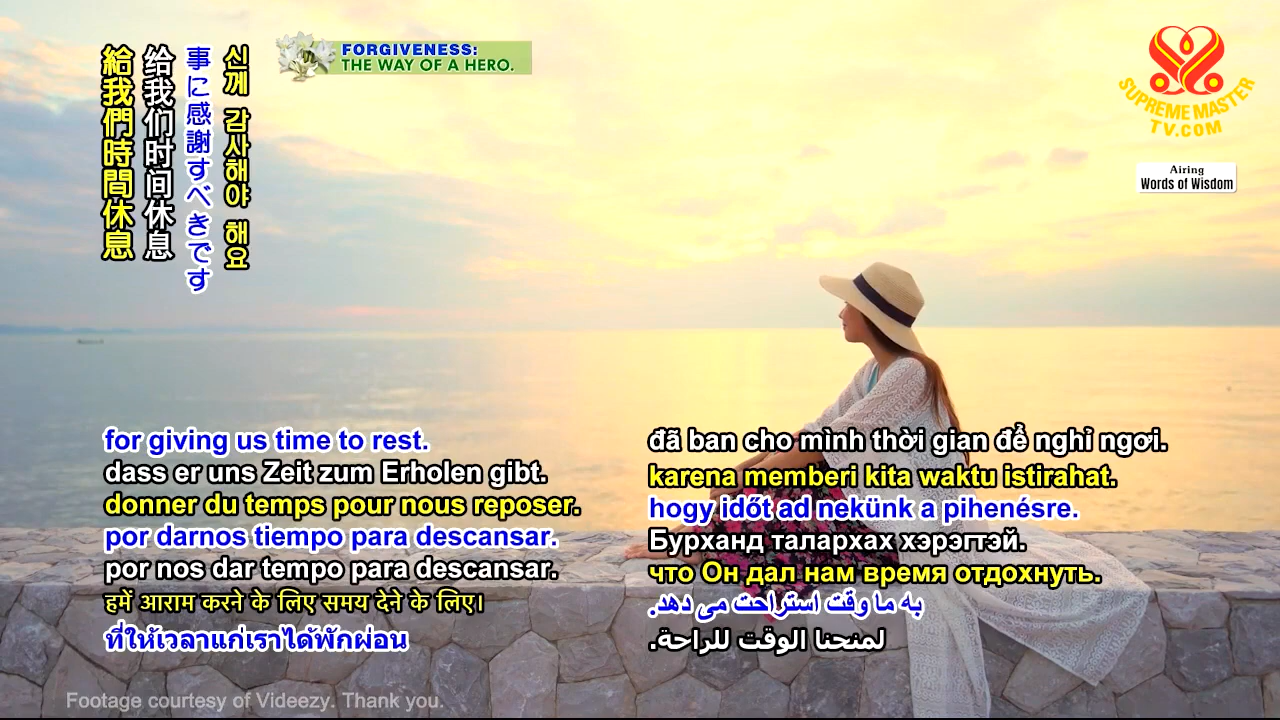 給我們時間休息
给我们时间休息
事に感謝すべきです
신께 감사해야 해요
FORGIVENESS:
THE WAY OF A HERO.
SUPREME MASTER
TV.COM
Airing
Words of Wisdom
for giving us time to rest.
dass er uns Zeit zum Erholen gibt.
donner du temps pour nous reposer.
por darnos tiempo para descansar.
por nos dar tempo para descansar.
हमें आराम करने के लिए समय देने के लिए।
ที่ให้เวลาแก่เราได้พักผ่อน
đã ban cho mình thời gian để nghỉ ngơi.
karena memberi kita waktu istirahat.
hogy időt ad nekünk a pihenésre.
Бурханд талархах хэрэгтэй.
что Он дал нам время отдохнуть.
به ما وقت استراحت می دهد.
لمنحنا الوقت للراحة.
Footage courtesy of Videezy. Thank you.